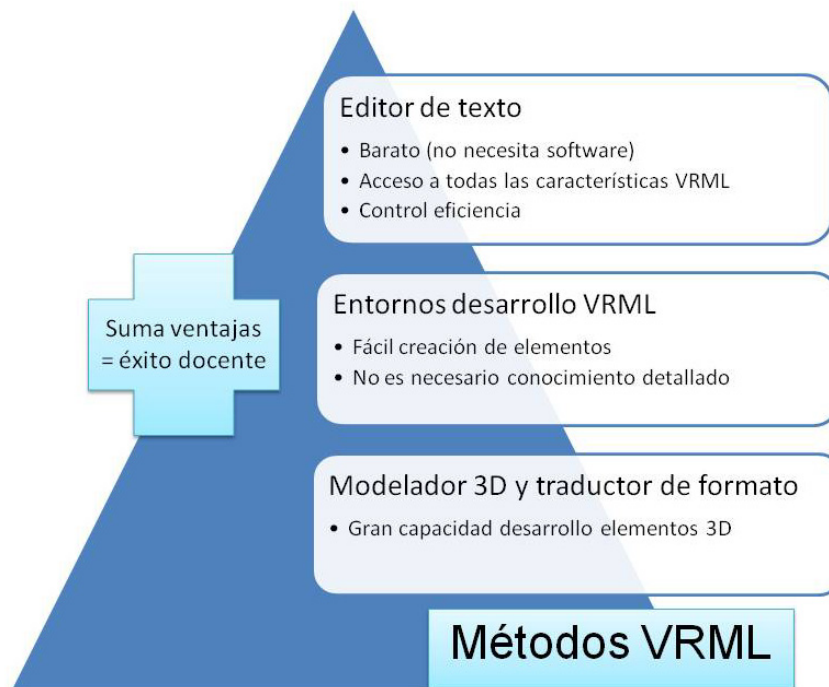 Editor de texto
• Barato (no necesita software)
• Acceso a todas las características VRML
• Control eficiencia
Suma ventajas
= éxito docente
Entornos desarrollo VRML
• Fácil creación de elementos
• No es necesario conocimiento detallado
Modelador 3D y traductor de formato
• Gran capacidad desarrollo elementos 3D
Métodos VRML